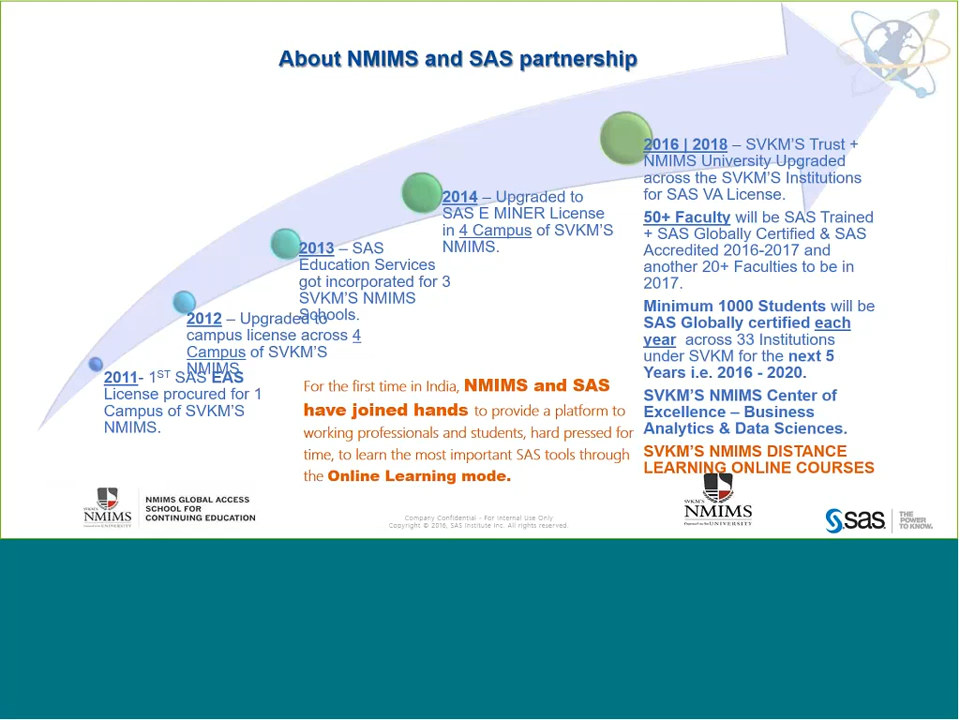 About NMIMS and SAS partnership
2011- 1ST SAS EAS
License procured for 1
Campus of SVKM'S
NMIMS.
2012 – Upgraded to
campus license across 4
Campus of SVKM'S
NMIMS.
2013 – SAS
Education Services
got incorporated for 3
SVKM'S NMIMS
Schools.
2014 – Upgraded to
SAS E MINER License
in 4 Campus of SVKM'S
NMIMS.
2016 | 2018 – SVKM'S Trust +
NMIMS University Upgraded
across the SVKM'S Institutions
for SAS VA License.
50+ Faculty will be SAS Trained
+ SAS Globally Certified & SAS
Accredited 2016-2017 and
another 20+ Faculties to be in
2017.
Minimum 1000 Students will be
SAS Globally certified each
year across 33 Institutions
under SVKM for the next 5
Years i.e. 2016 - 2020.
SVKM'S NMIMS Center of
Excellence – Business
Analytics & Data Sciences.
SVKM'S NMIMS DISTANCE
LEARNING ONLINE COURSES
For the first time in India, NMIMS and SAS
have joined hands to provide a platform to
working professionals and students, hard pressed for
time, to learn the most important SAS tools through
the Online Learning mode.
SVKM'S
NMIMS
NMIMS GLOBAL ACCESS
SCHOOL FOR
CONTINUING EDUCATION
Company Confidential - For Internal Use Only
Copyright © 2016, SAS Institute Inc. All rights reserved.
SVKM'S
NMIMS
sas.
THE
POWER
TO KNOW.